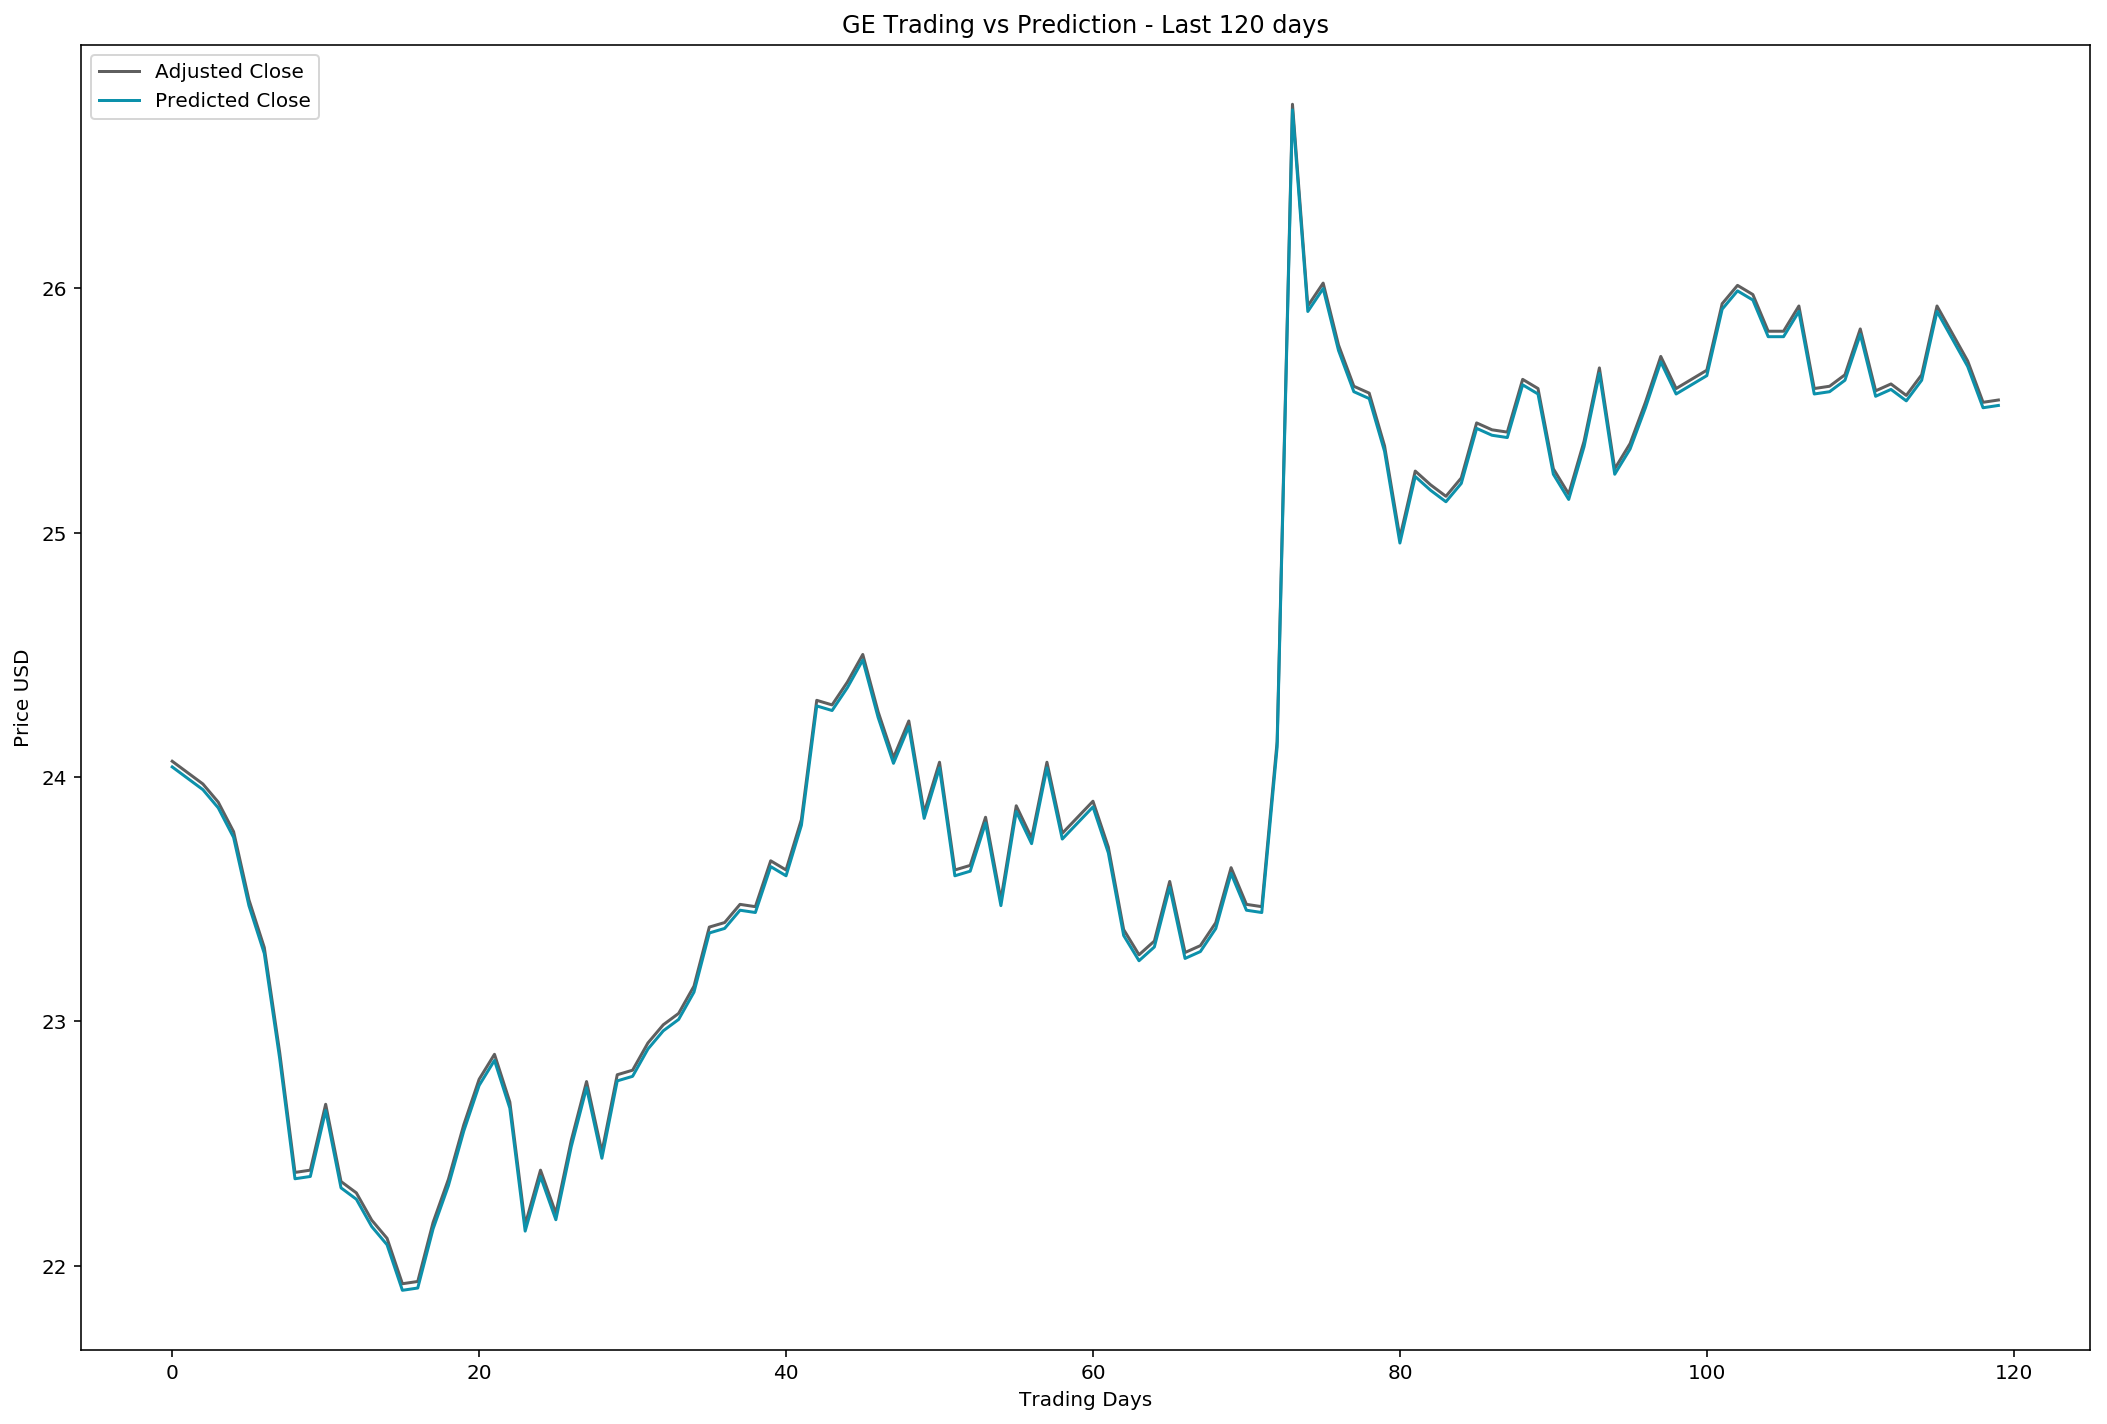 GE Trading vs Prediction - Last 120 days
Adjusted Close
Predicted Close
26
25
24
23
22
Price USD
0 20 40 60 80 100 120
Trading Days